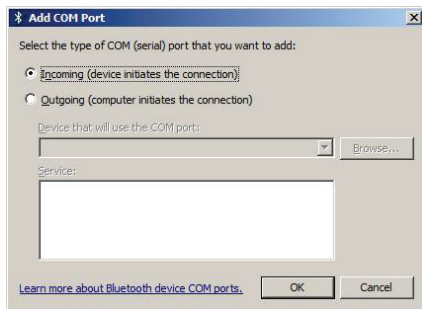 Add COM Port
Select the type of COM (serial) port that you want to add:
Incoming (device initiates the connection)
Outgoing (computer initiates the connection)
Device that will use the COM port:
Browse...
Service:
Learn more about Bluetooth device COM ports.
OK
Cancel